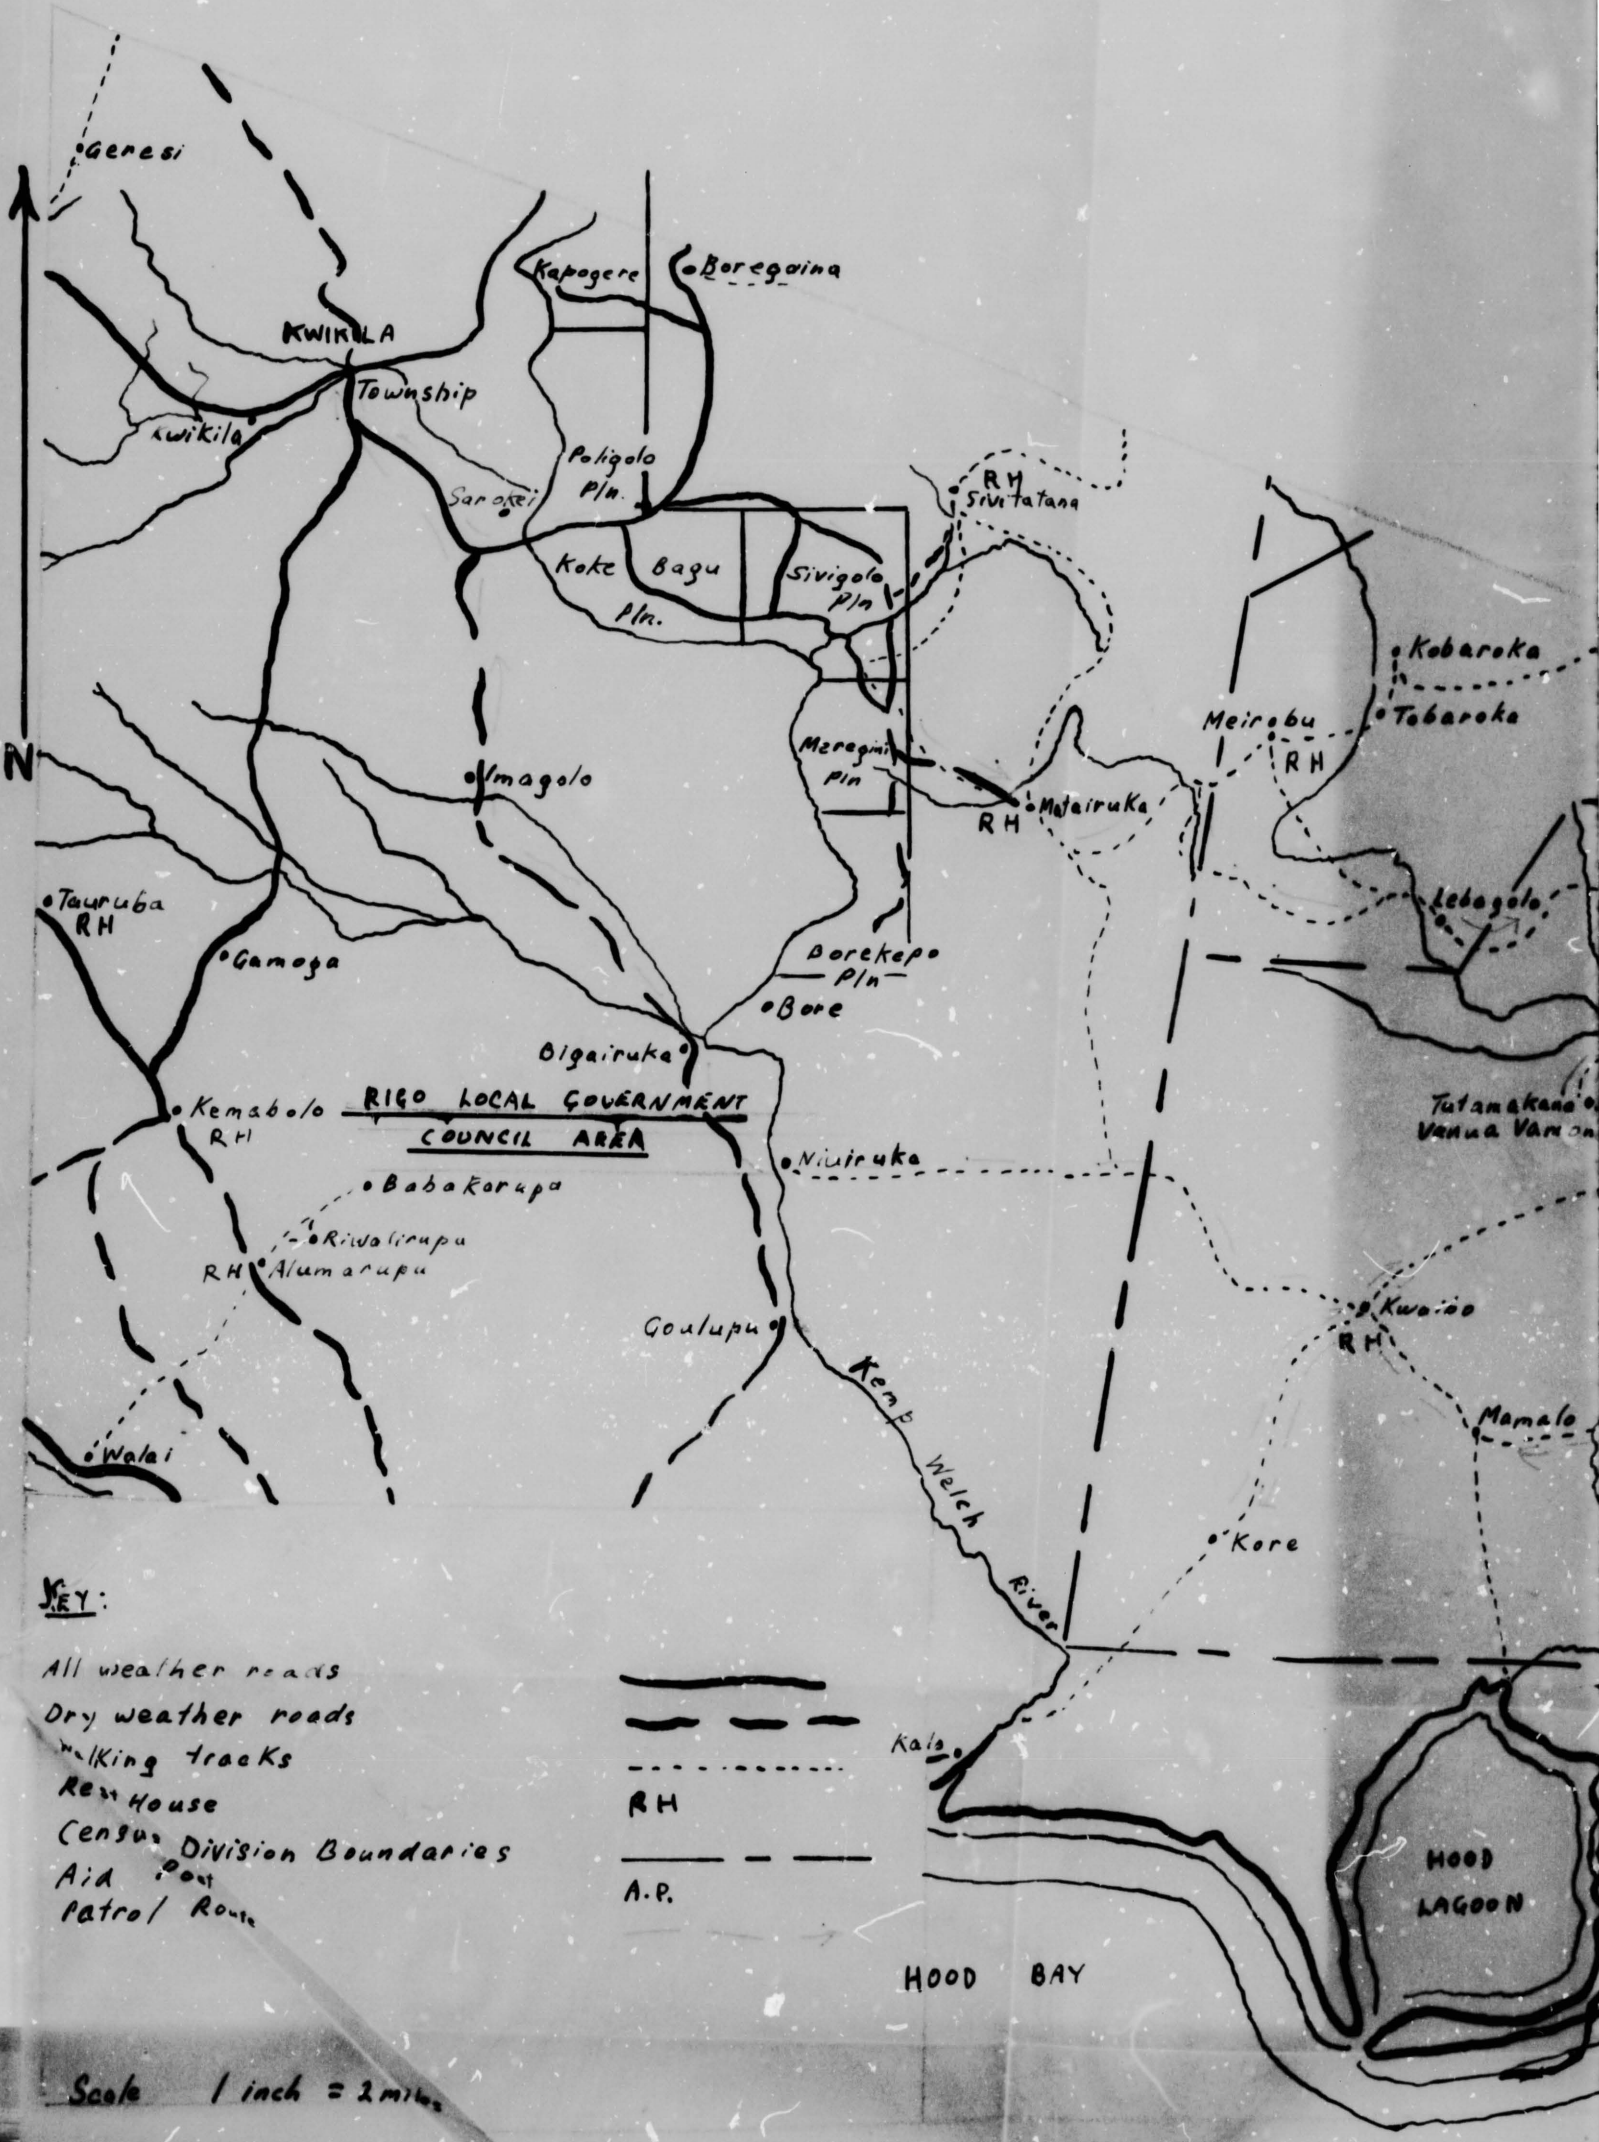 Geresi
Kapogere
Boregaina
KWIKILA
Township
Kwikila
Poligolo
Pln.
Sarokei
RH
Sivitatana
Koke
Bagu
Sivigolo
Pln
Pln.
Kobaroka
Tobaroka
Meirobu
RH
N
Imagolo
Meregini
Pln
Matairuka
RH
Tauruba
RH
Lebagolo
Gamoga
Borekepo
Pln
Bore
Bigairuka
Kemabolo
RH
RIGO LOCAL GOVERNMENT
COUNCIL AREA
Tutamakana
Vanua
Niuiruka
Babakarupa
Riwalirupu
RH
Alumarupu
Goulupu
RH
Kemp Welch River
Mamalo
Walai
Kore
KEY:
All weather roads
Dry weather roads
Walking tracks
Rest House
RH
Census Division Boundaries
Aid Post
A.P.
Patrol Route
Kalo
HOOD
LAGOON
HOOD BAY
Scale 1 inch = 2 miles